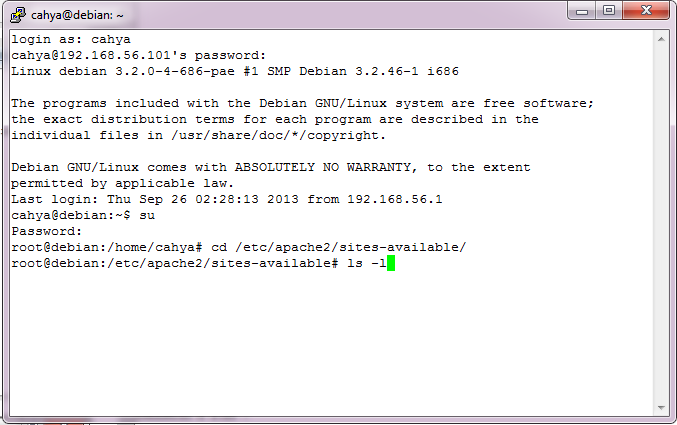 cahya@debian: ~
login as: cahya
cahya@192.168.56.101's password:
Linux debian 3.2.0-4-686-pae #1 SMP Debian 3.2.46-1 i686
The programs included with the Debian GNU/Linux system are free software;
the exact distribution terms for each program are described in the
individual files in /usr/share/doc/*/copyright.
Debian GNU/Linux comes with ABSOLUTELY NO WARRANTY, to the extent
permitted by applicable law.
Last login: Thu Sep 26 02:28:13 2013 from 192.168.56.1
cahya@debian:~$ su
Password:
root@debian:/home/cahya# cd /etc/apache2/sites-available/
root@debian:/etc/apache2/sites-available# ls -l